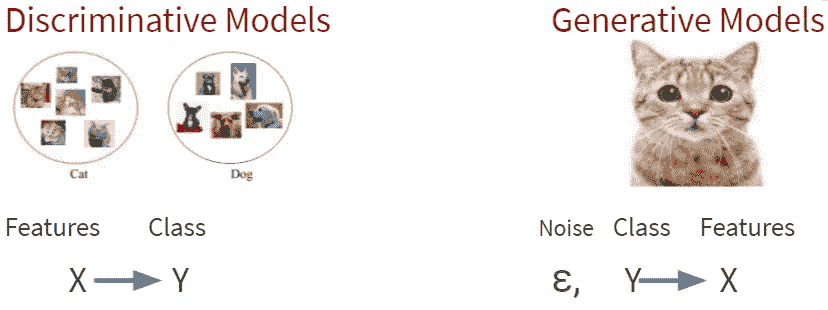 Discriminative Models
Cat Dog
Features Class
X Y
Generative Models
Noise Class Features
ε, Y X